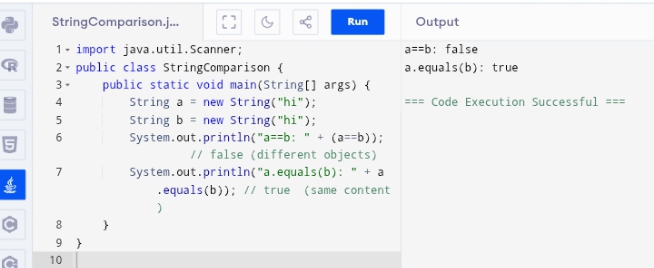 StringComparison.j...
Run
Output
1 import java.util.Scanner;
2 public class StringComparison {
3 public static void main(String[] args) {
4 String a = new String("hi");
5 String b = new String("hi");
6 System.out.println("a==b: " + (a==b));
// false (different objects)
7 System.out.println("a.equals(b): " + a
.equals(b)); // true (same content
)
8 }
9 }
10
a==b: false
a.equals(b): true
=== Code Execution Successful ===